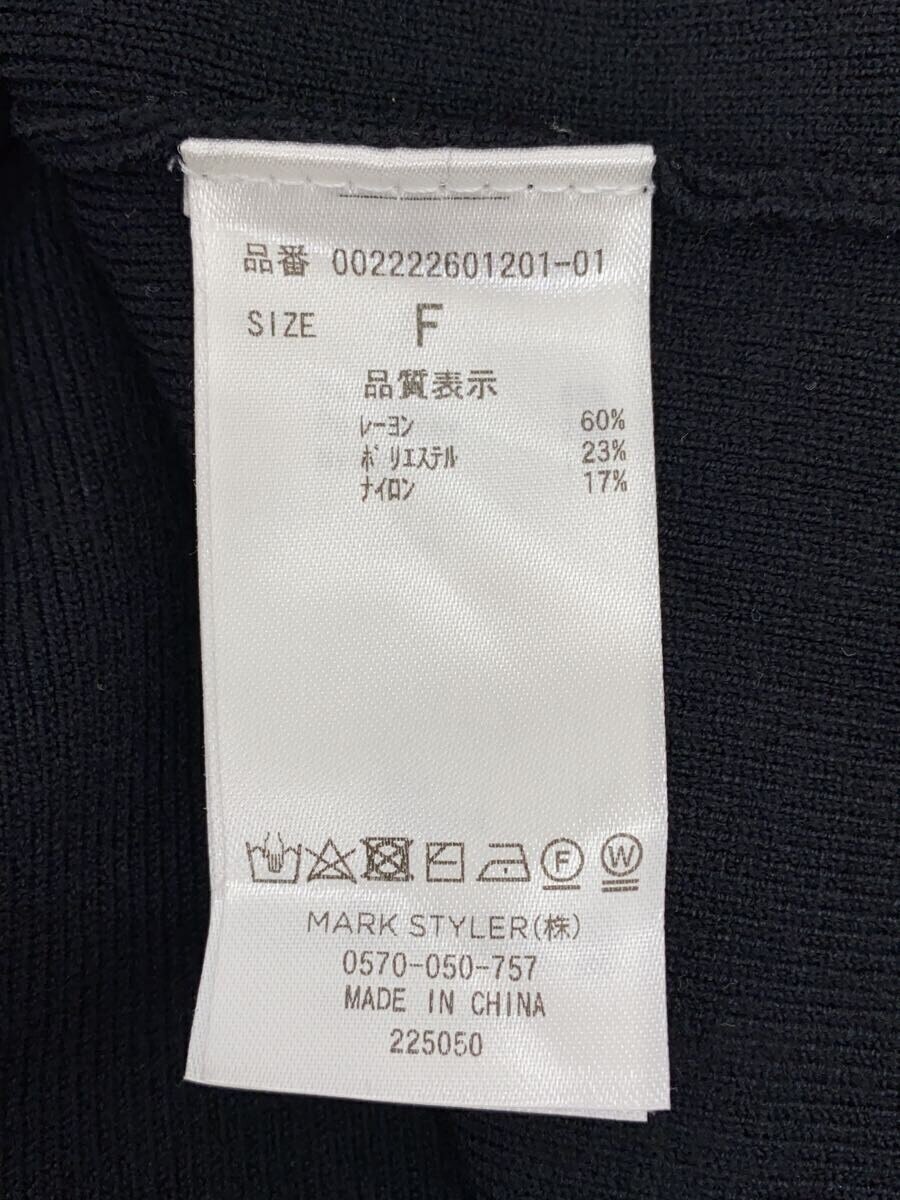 品番 002222601201-01
SIZE F
品質表示
レーヨン 60%
ポリエステル 23%
ナイロン 17%
F W
MARK STYLER(株)
0570-050-757
MADE IN CHINA
225050